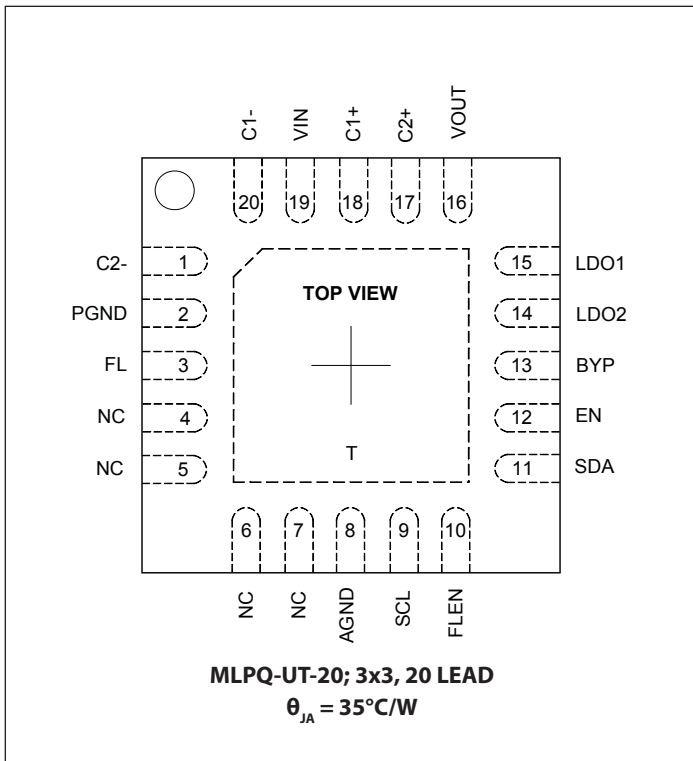 C1-
VIN
C1+
C2+
VOUT
20
19
18
17
16
C2-
1
PGND
2
FL
3
NC
4
NC
5
TOP VIEW
T
15
LDO1
14
LDO2
13
BYP
12
EN
11
SDA
6
7
8
9
10
NC
NC
AGND
SCL
FLEN
MLPQ-UT-20; 3x3, 20 LEAD
θJA = 35°C/W